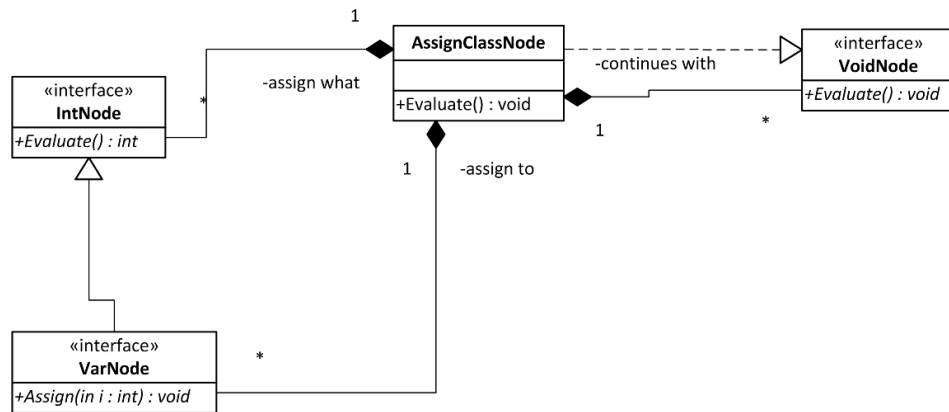 1
AssignClassNode
«interface»
VoidNode
-continues with
+Evaluate() : void
-assign what
«interface»
IntNode
*
+Evaluate() : void
+Evaluate() : int
1
*
1
-assign to
«interface»
VarNode
*
+Assign(in i : int) : void